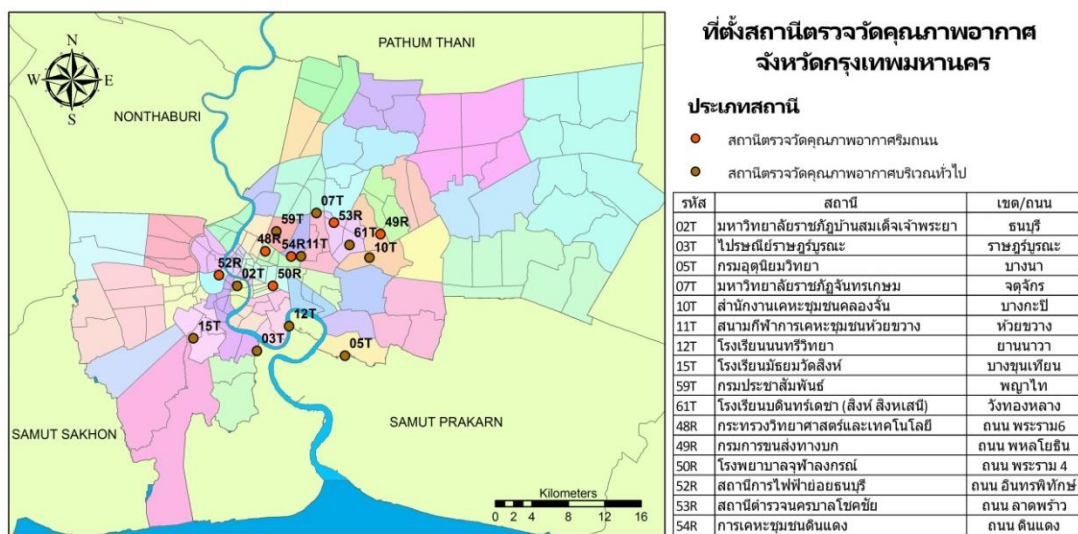 PATHUM THANI
N
W E
S
NONTHABURI
07T
53R
59T
49R
61T
48R
54R 11T
10T
52R
02T
50R
12T
15T
03T
05T
SAMUT SAKHON
SAMUT PRAKARN
Kilometers
0 2 4 8 12 16
ที่ตั้งสถานีตรวจวัดคุณภาพอากาศ
จังหวัดกรุงเทพมหานคร
ประเภทสถานี
สถานีตรวจวัดคุณภาพอากาศริมถนน
สถานีตรวจวัดคุณภาพอากาศบริเวณทั่วไป
รหัส สถานี เขต/ถนน
02T มหาวิทยาลัยราชภัฏบ้านสมเด็จเจ้าพระยา ธนบุรี
03T ไปรษณีย์ราษฎร์บูรณะ ราษฎร์บูรณะ
05T กรมอุตุนิยมวิทยา บางนา
07T มหาวิทยาลัยราชภัฏจันทรเกษม จตุจักร
10T สำนักงานเคหะชุมชนคลองจั่น บางกะปิ
11T สนามกีฬาการเคหะชุมชนห้วยขวาง ห้วยขวาง
12T โรงเรียนนนทรีวิทยา ยานนาวา
15T โรงเรียนมัธยมวัดสิงห์ บางขุนเทียน
59T กรมประชาสัมพันธ์ พญาไท
61T โรงเรียนบดินทร์เดชา (สิงห์ สิงหเสนี) วังทองหลาง
48R กระทรวงวิทยาศาสตร์และเทคโนโลยี ถนน พระราม6
49R กรมการขนส่งทางบก ถนน พหลโยธิน
50R โรงพยาบาลจุฬาลงกรณ์ ถนน พระราม 4
52R สถานีการไฟฟ้าย่อยธนบุรี ถนน อินทรพิทักษ์
53R สถานีตำรวจนครบาลโชคชัย ถนน ลาดพร้าว
54R การเคหะชุมชนดินแดง ถนน ดินแดง